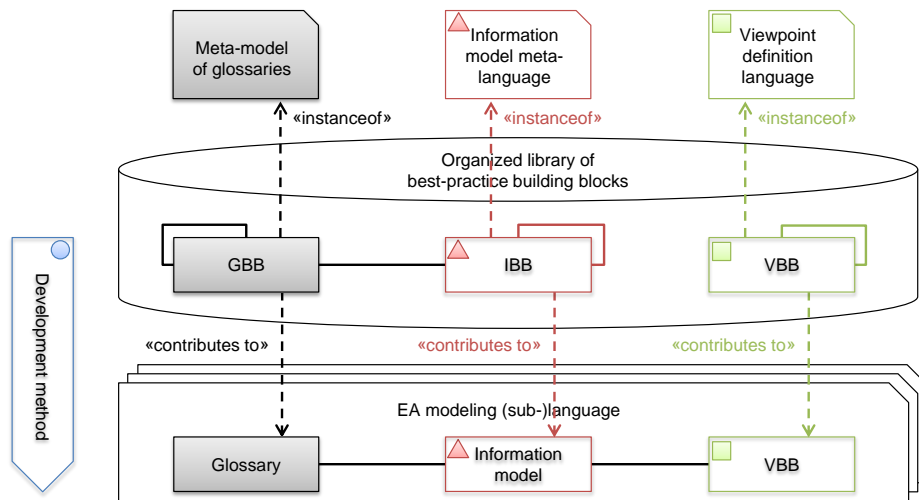 Meta-model
of glossaries
Information
model meta-
language
Viewpoint
definition
language
«instanceof»
«instanceof»
«instanceof»
Organized library of
best-practice building blocks
GBB
IBB
VBB
Development method
«contributes to»
«contributes to»
«contributes to»
EA modeling (sub-)language
Glossary
Information
model
VBB